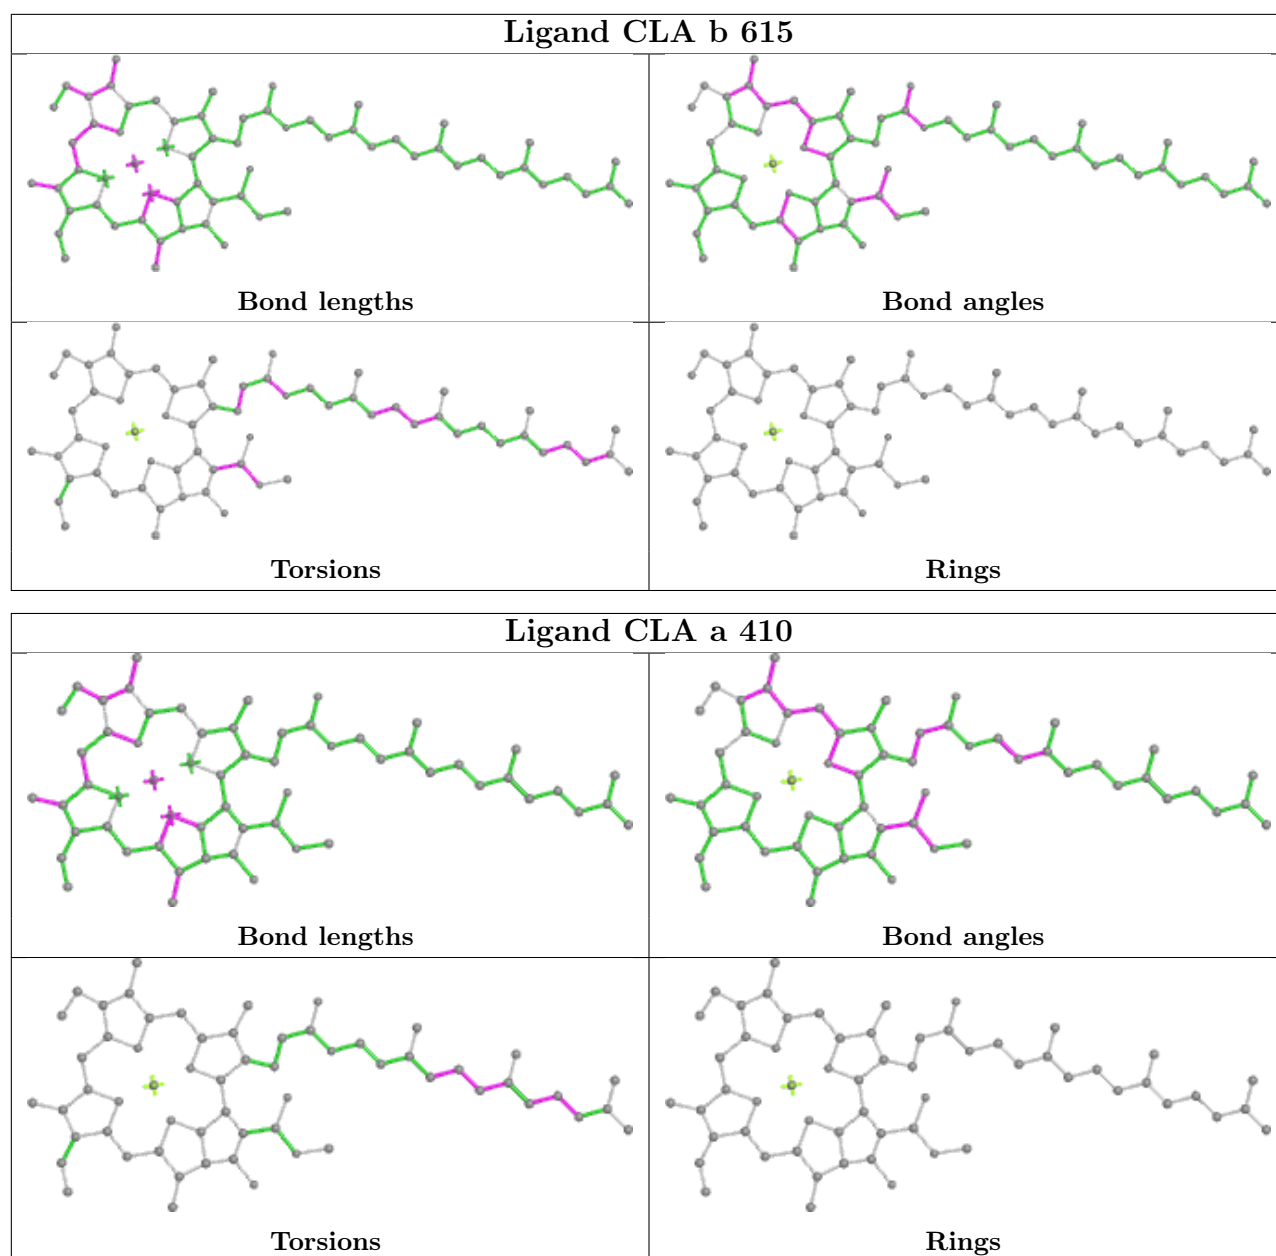 Ligand CLA b 615
Bond lengths
Bond angles
Torsions
Rings
Ligand CLA a 410
Bond lengths
Bond angles
Torsions
Rings